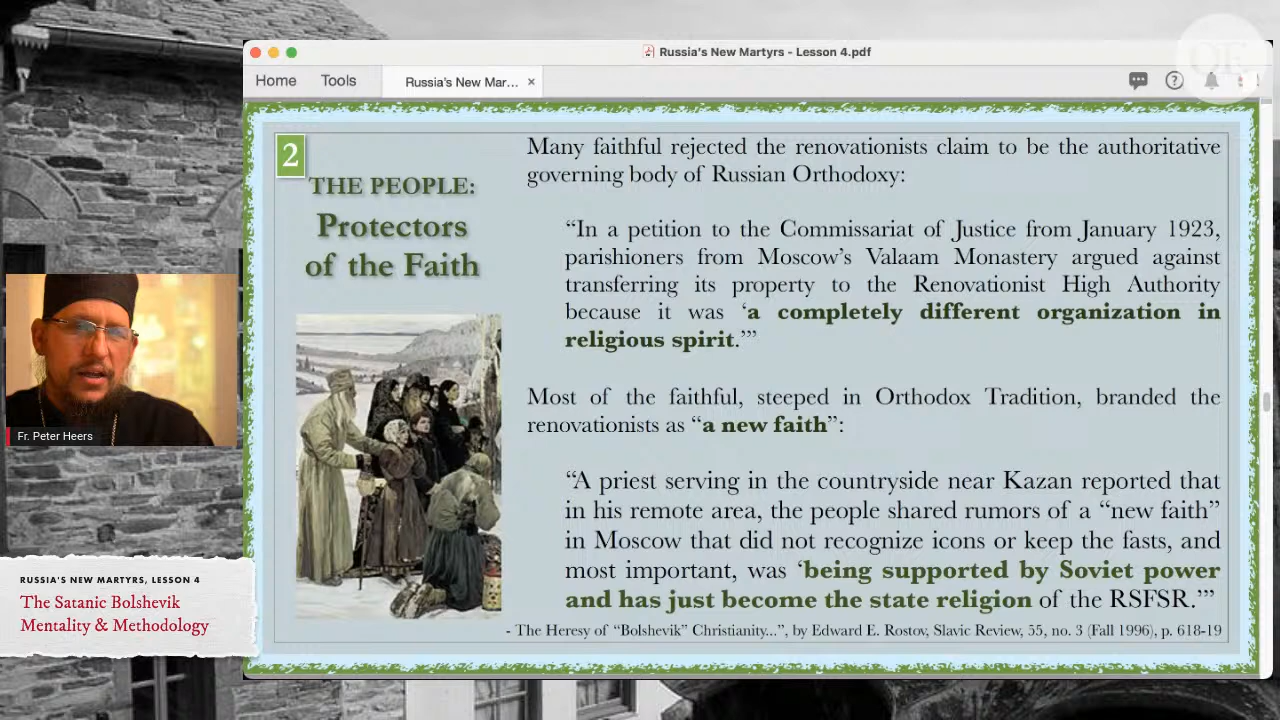 Russia's New Martyrs - Lesson 4.pdf
Home
Tools
Russia's New Mar... ×
2
THE PEOPLE:
Protectors
of the Faith
Many faithful rejected the renovationists claim to be the authoritative
governing body of Russian Orthodoxy:
“In a petition to the Commissariat of Justice from January 1923,
parishioners from Moscow’s Valaam Monastery argued against
transferring its property to the Renovationist High Authority
because it was ‘a completely different organization in
religious spirit.’”
Most of the faithful, steeped in Orthodox Tradition, branded the
renovationists as “a new faith”:
“A priest serving in the countryside near Kazan reported that
in his remote area, the people shared rumors of a “new faith”
in Moscow that did not recognize icons or keep the fasts, and
most important, was ‘being supported by Soviet power
and has just become the state religion of the RSFSR.’”
- The Heresy of “Bolshevik” Christianity...”, by Edward E. Rostov, Slavic Review, 55, no. 3 (Fall 1996), p. 618-19
Fr. Peter Heers
RUSSIA'S NEW MARTYRS, LESSON 4
The Satanic Bolshevik
Mentality & Methodology